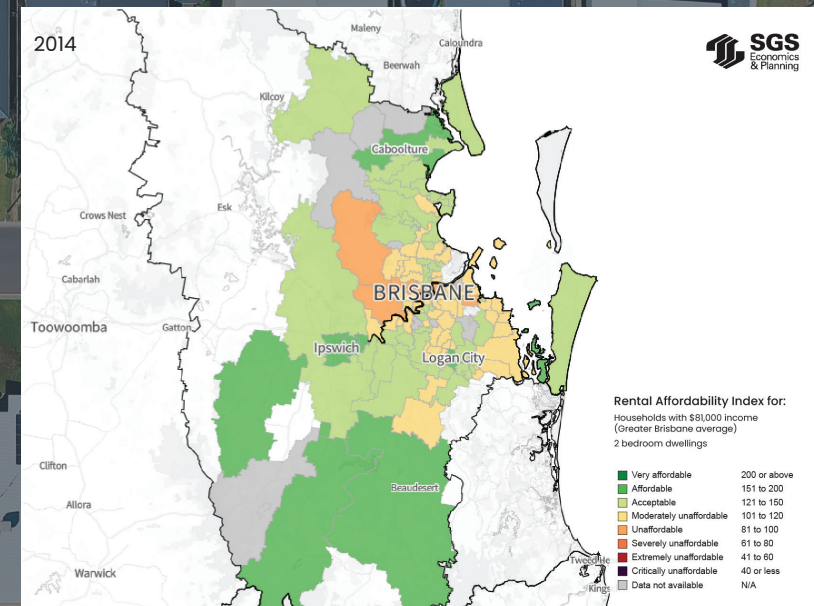 2014
Maleny
Caloundra
SGS
Economics
& Planning
Beerwah
Kilcoy
Caboolture
Esk
Crows Nest
Cabarlah
BRISBANE
Toowoomba
Gatton
Ipswich
Logan City
Rental Affordability Index for:
Households with $81,000 income
(Greater Brisbane average)
2 bedroom dwellings
Clifton
Very affordable 200 or above
Affordable 151 to 200
Beaudesert
Acceptable 121 to 150
Allora
Moderately unaffordable 101 to 120
Unaffordable 81 to 100
Severely unaffordable 61 to 80
Extremely unaffordable 41 to 60
Tweed He
Critically unaffordable 40 or less
Warwick
Data not available N/A
Kings